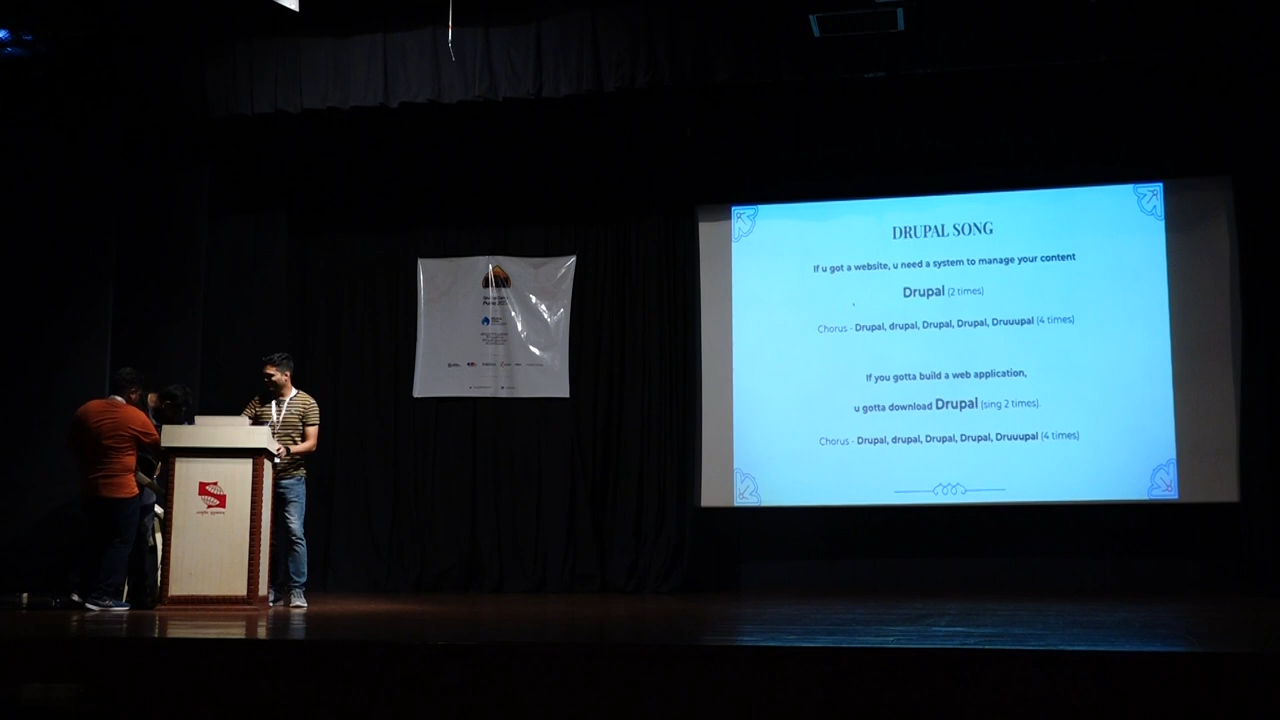 DRUPAL SONG
If u got a website, u need a system to manage your content
Drupal (2 times)
Chorus - Drupal, drupal, Drupal, Drupal, Druuupal (4 times)
If you gotta build a web application,
u gotta download Drupal (sing 2 times).
Chorus - Drupal, drupal, Drupal, Drupal, Druuupal (4 times)